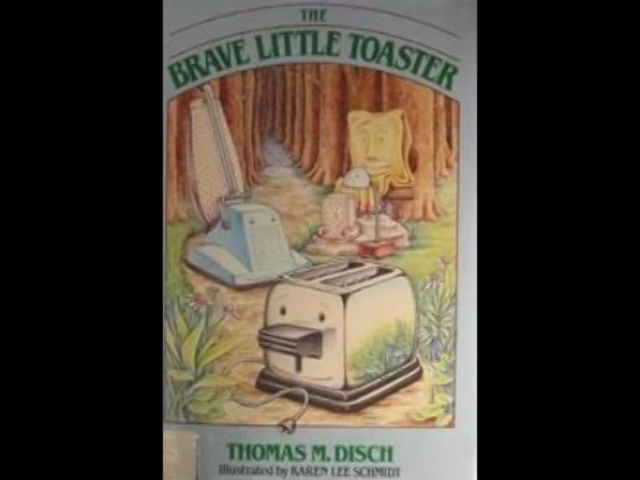 THE
BRAVE LITTLE TOASTER
THOMAS M. DISCH
Illustrated by KAREN LEE SCHMIDT